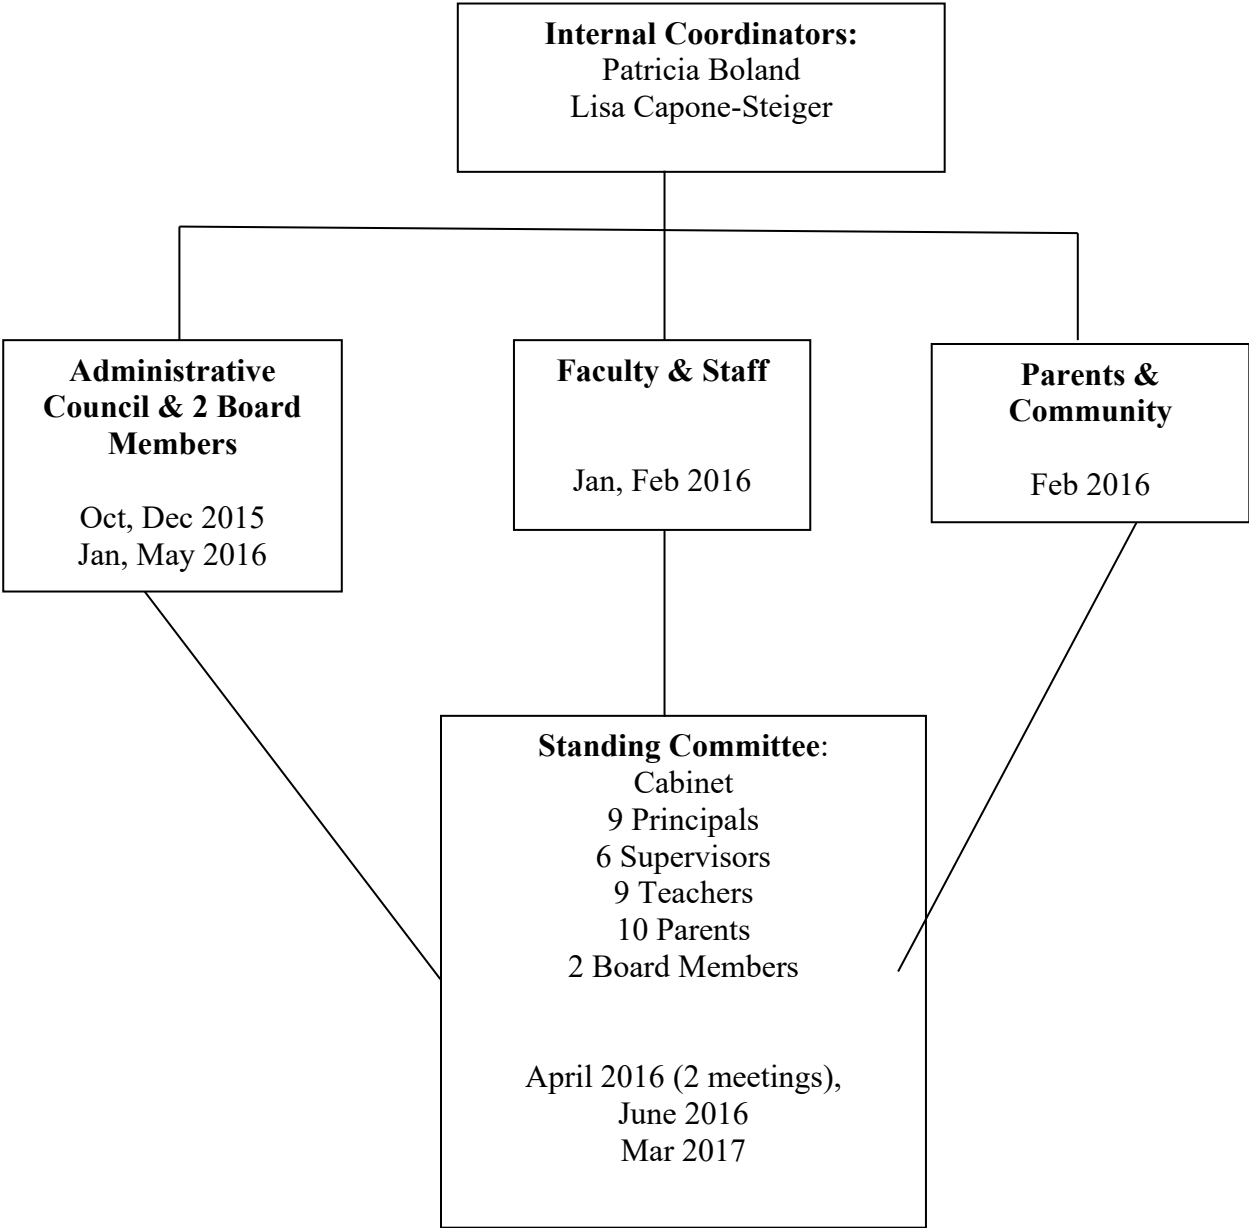 Internal Coordinators:
Patricia Boland
Lisa Capone-Steiger
Administrative
Council & 2 Board
Members
Oct, Dec 2015
Jan, May 2016
Faculty & Staff
Jan, Feb 2016
Parents &
Community
Feb 2016
Standing Committee:
Cabinet
9 Principals
6 Supervisors
9 Teachers
10 Parents
2 Board Members
April 2016 (2 meetings),
June 2016
Mar 2017